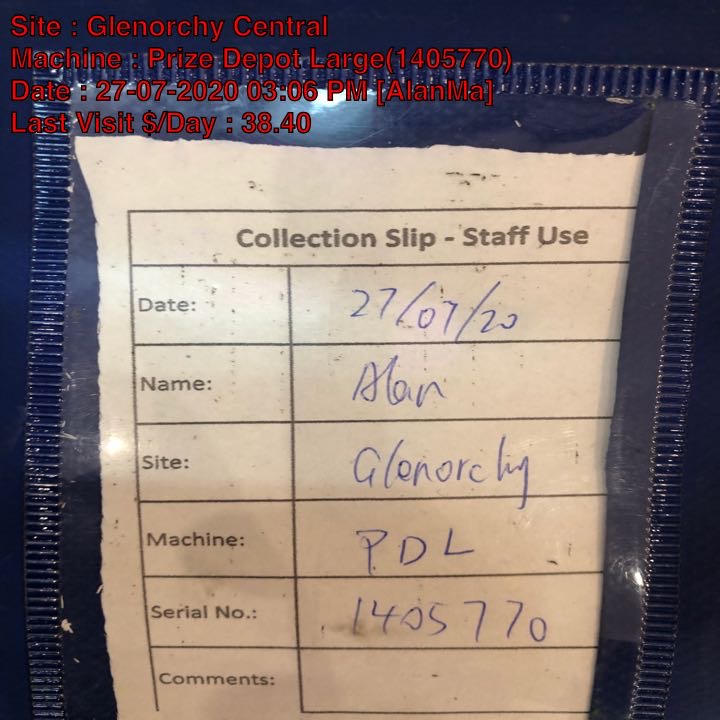 Site : Glenorchy Central
Machine : Prize Depot Large(1405770)
Date : 27-07-2020 03:06 PM [AlanMa]
Last Visit $/Day : 38.40
Collection Slip - Staff Use
Date: 27/07/20
Name: Alan
Site: Glenorchy
Machine: PDL
Serial No.: 1405770
Comments: